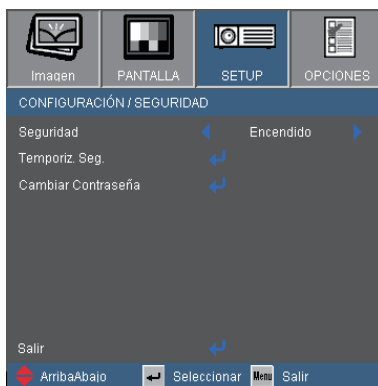 Imagen PANTALLA SETUP OPCIONES
CONFIGURACIÓN / SEGURIDAD
Seguridad Encendido
Temporiz. Seg.
Cambiar Contraseña
Salir
ArribaAbajo Seleccionar Menu Salir